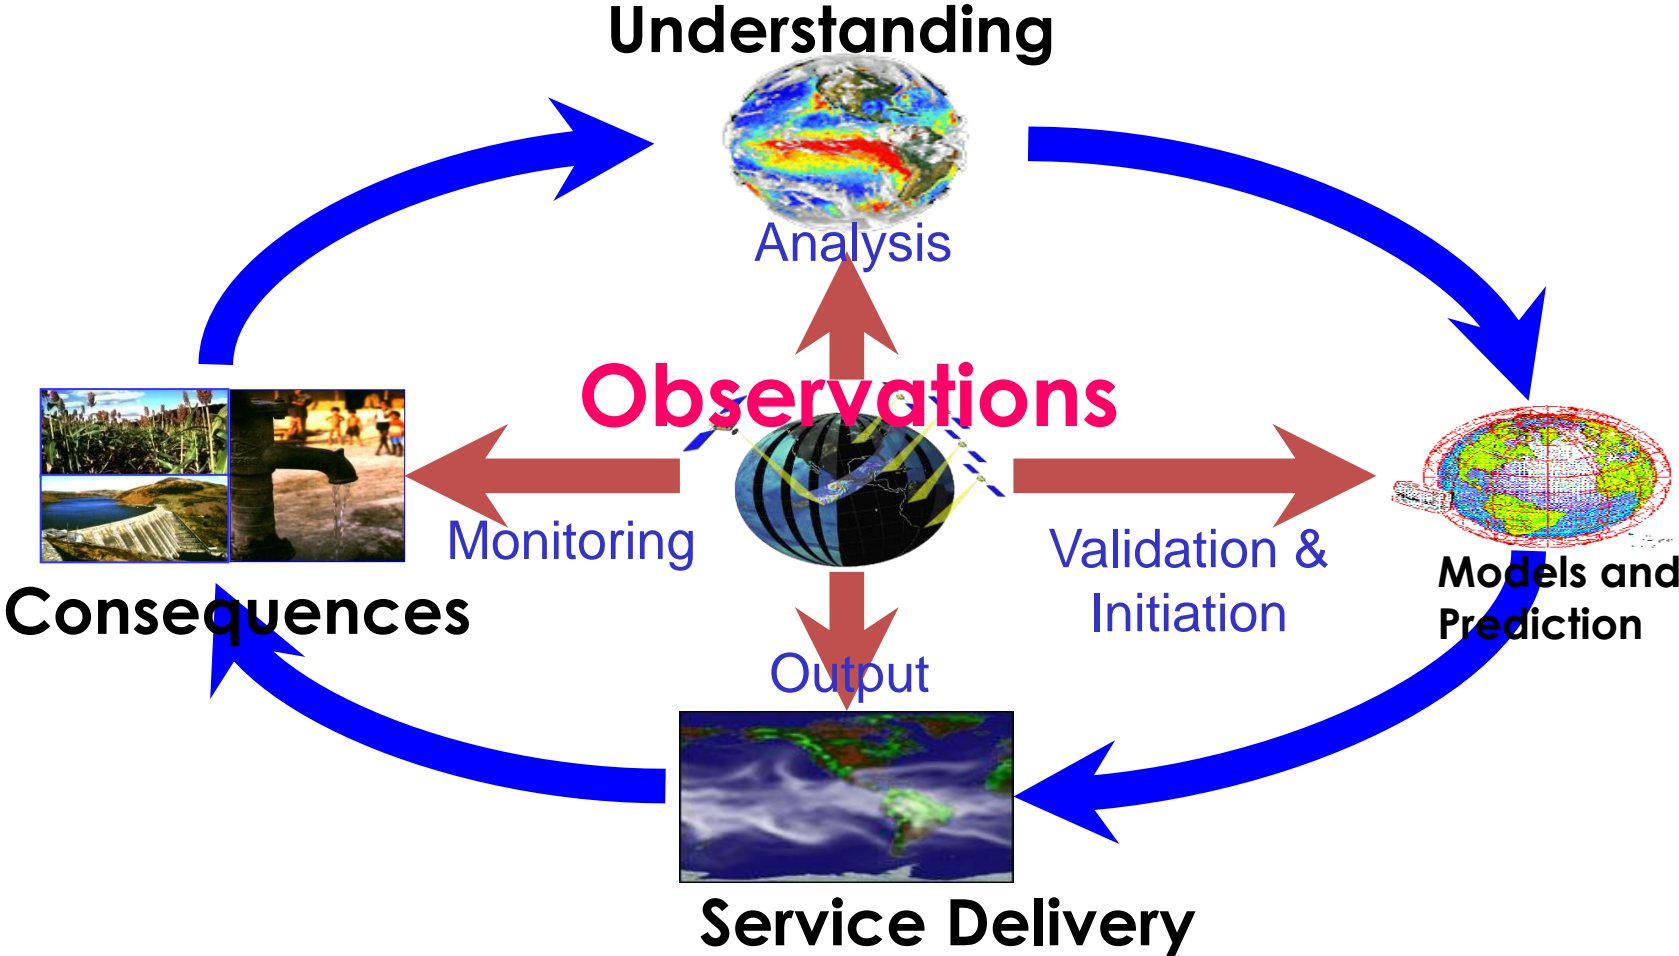 Understanding
Analysis
Observations
Monitoring
Validation &
Initiation
Models and
Prediction
Consequences
Output
Service Delivery